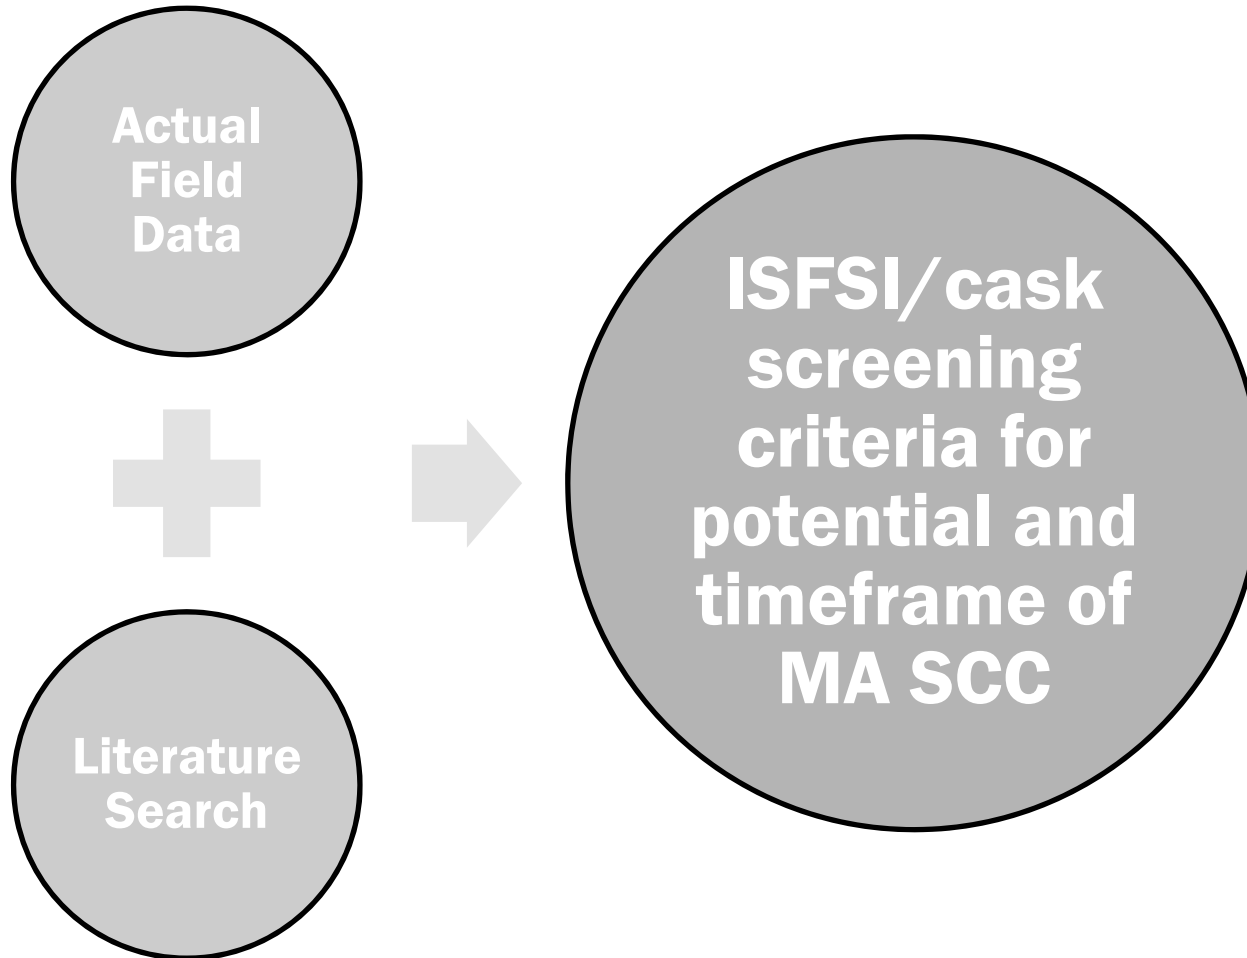 Actual
Field
Data
Literature
Search
ISFSI/cask
screening
criteria for
potential and
timeframe of
MA SCC